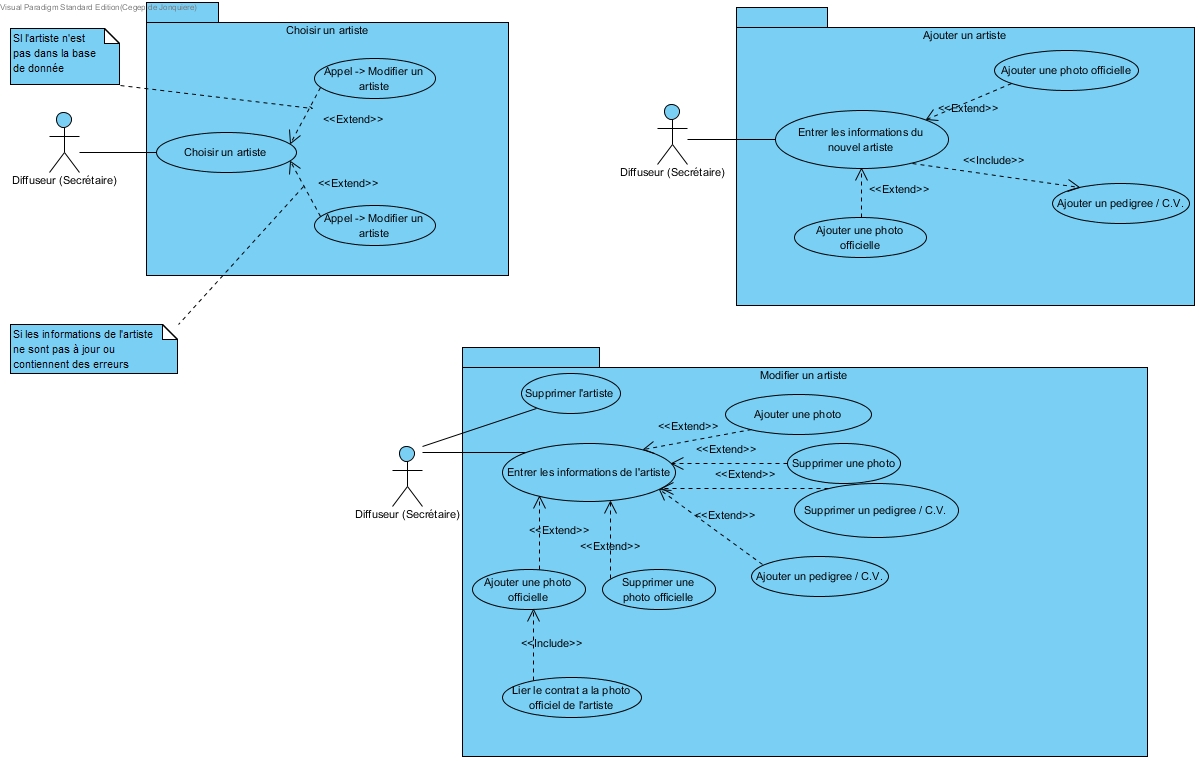 Visual Paradigm Standard Edition(Cegep de Jonquiere)
SI l'artiste n'est
pas dans la base
de donnée
Diffuseur (Secrétaire)
Choisir un artiste
Appel -> Modifier un
artiste
<<Extend>>
Choisir un artiste
<<Extend>>
Appel -> Modifier un
artiste
Si les informations de l'artiste
ne sont pas à jour ou
contiennent des erreurs
Ajouter un artiste
Ajouter une photo officielle
<<Extend>>
Entrer les informations du
nouvel artiste
Diffuseur (Secrétaire)
<<Include>>
<<Extend>>
Ajouter un pedigree / C.V.
Ajouter une photo
officielle
Modifier un artiste
Supprimer l'artiste
Ajouter une photo
<<Extend>>
<<Extend>>
Supprimer une photo
Entrer les informations de l'artiste
<<Extend>>
Supprimer un pedigree / C.V.
Diffuseur (Secrétaire)
<<Extend>>
<<Extend>>
<<Extend>>
Ajouter un pedigree / C.V.
Ajouter une photo
officielle
Supprimer une
photo officielle
<<Include>>
Lier le contrat a la photo
officiel de l'artiste